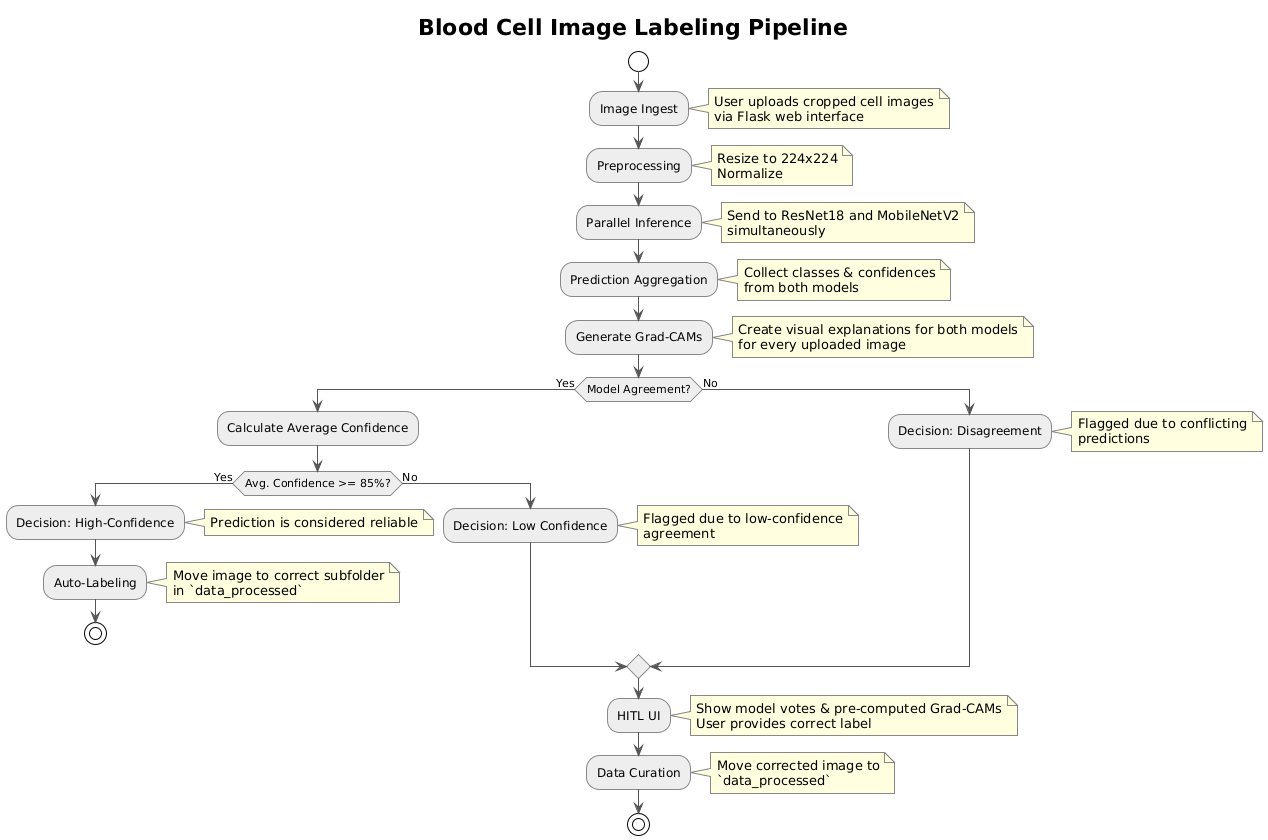 Blood Cell Image Labeling Pipeline
Image Ingest
User uploads cropped cell images
via Flask web interface
Preprocessing
Resize to 224x224
Normalize
Parallel Inference
Send to ResNet18 and MobileNetV2
simultaneously
Prediction Aggregation
Collect classes & confidences
from both models
Generate Grad-CAMs
Create visual explanations for both models
for every uploaded image
Yes
Model Agreement?
No
Calculate Average Confidence
Decision: Disagreement
Flagged due to conflicting
predictions
Yes
Avg. Confidence >= 85%?
No
Decision: High-Confidence
Prediction is considered reliable
Decision: Low Confidence
Flagged due to low-confidence
agreement
Auto-Labeling
Move image to correct subfolder
in `data_processed`
HITL UI
Show model votes & pre-computed Grad-CAMs
User provides correct label
Data Curation
Move corrected image to
`data_processed`